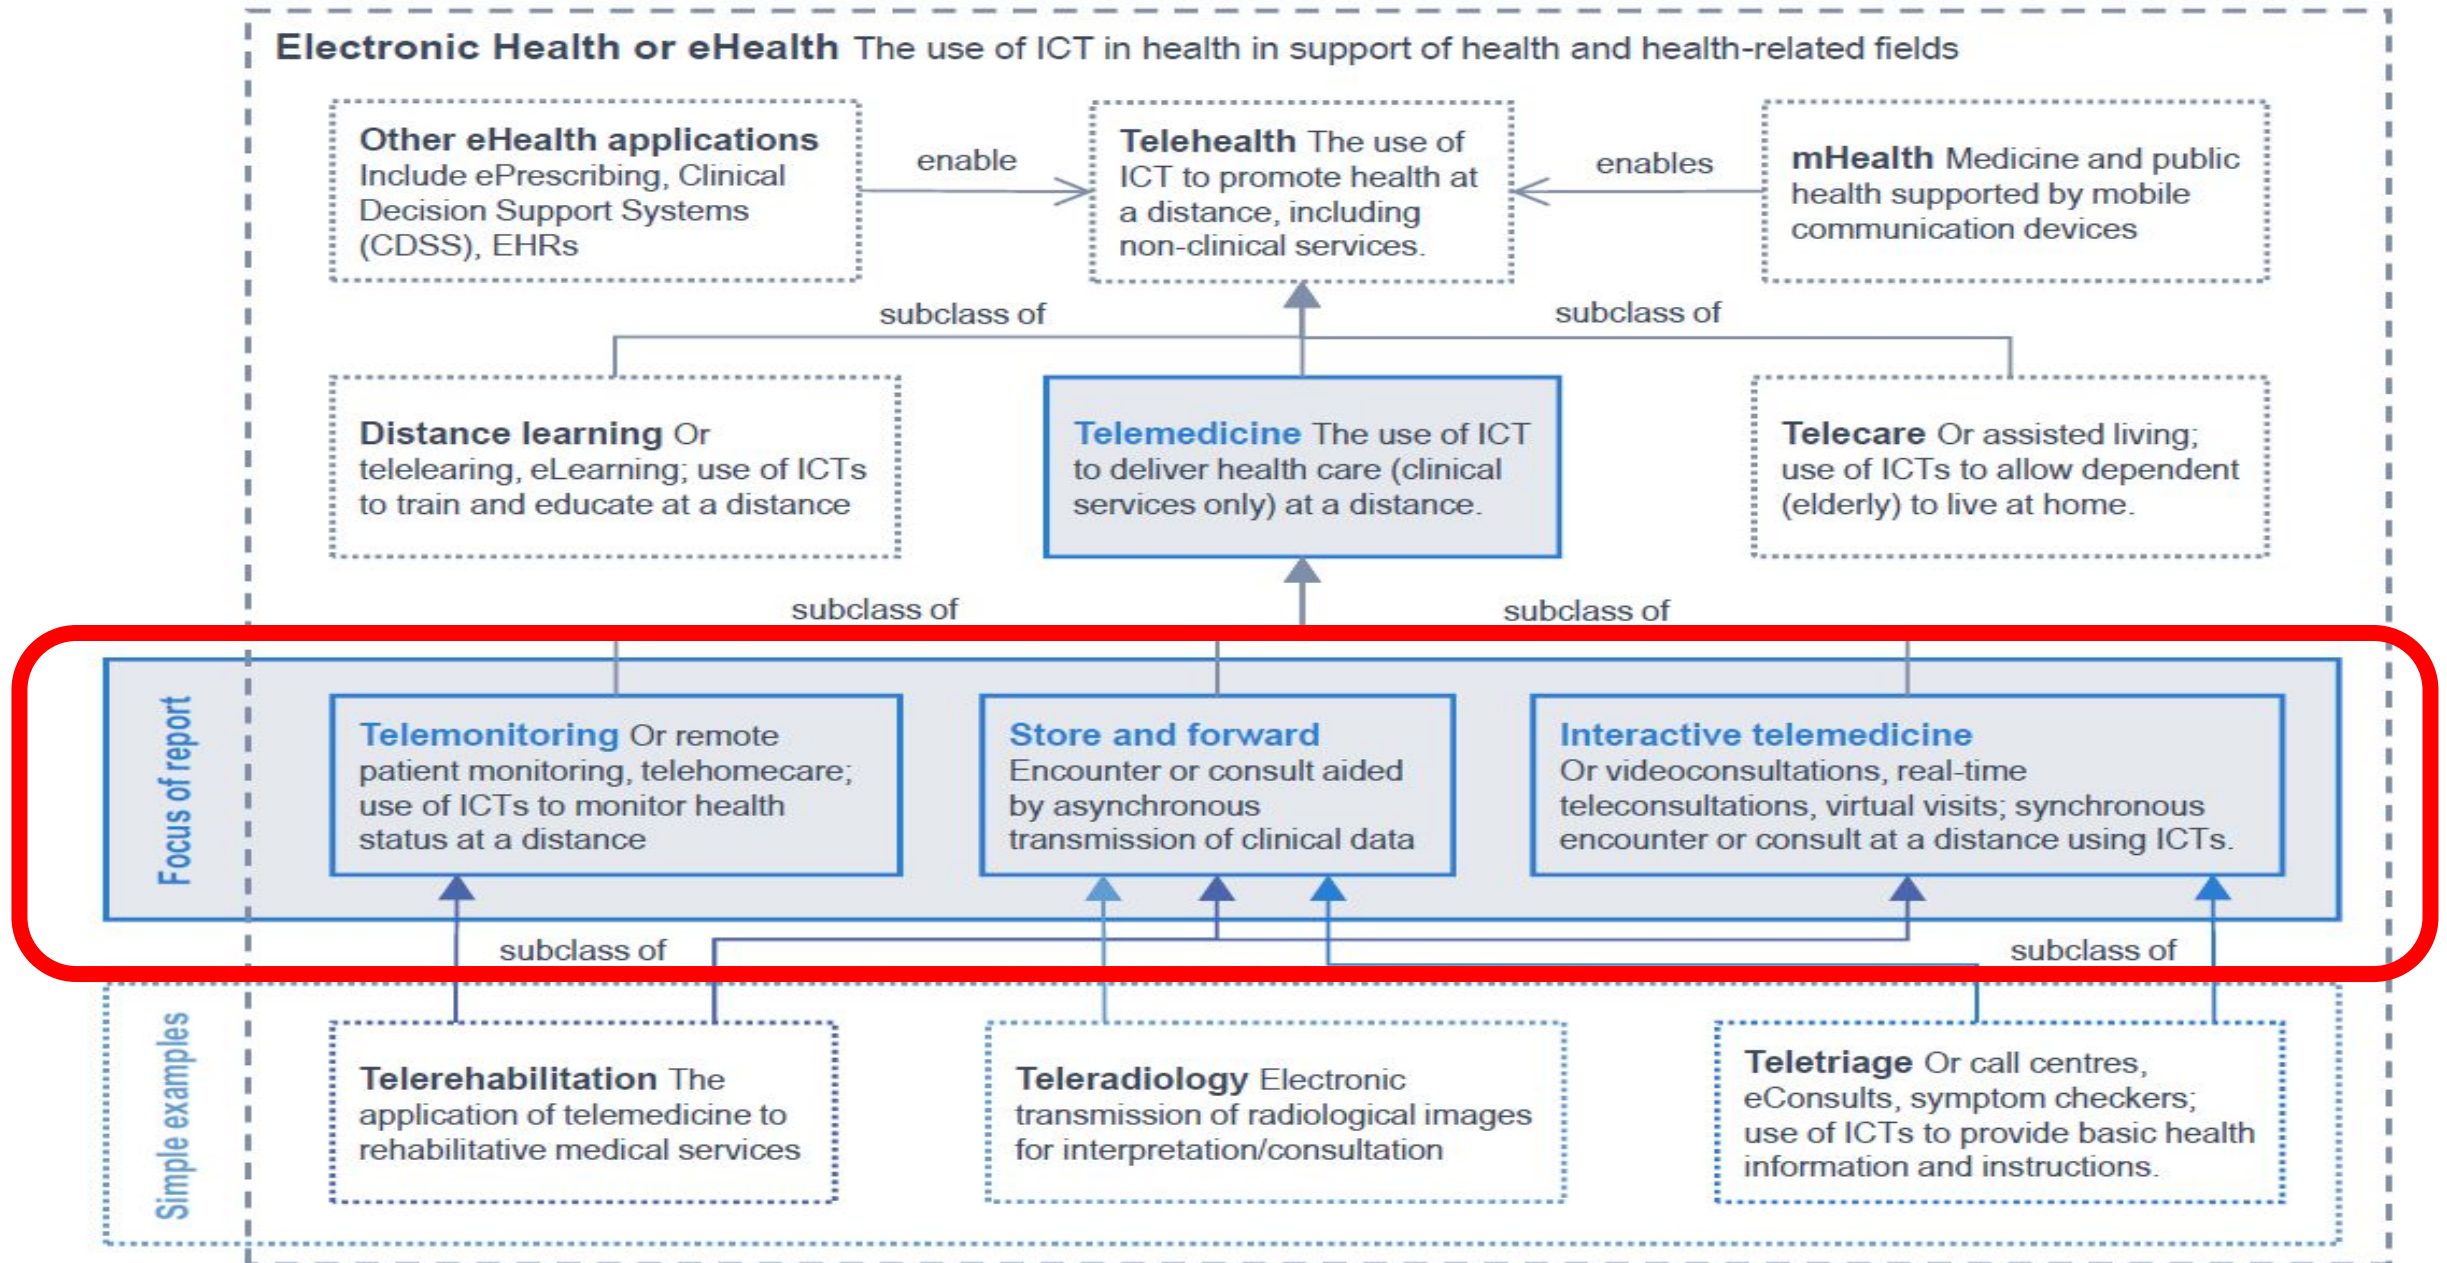 Electronic Health or eHealth The use of ICT in health in support of health and health-related fields
Other eHealth applications
Include ePrescribing, Clinical
Decision Support Systems
(CDSS), EHRs
enable
Telehealth The use of
ICT to promote health at
a distance, including
non-clinical services.
enables
mHealth Medicine and public
health supported by mobile
communication devices
subclass of
subclass of
Distance learning Or
telelearing, eLearning; use of ICTs
to train and educate at a distance
Telemedicine The use of ICT
to deliver health care (clinical
services only) at a distance.
Telecare Or assisted living;
use of ICTs to allow dependent
(elderly) to live at home.
subclass of
subclass of
Focus of report
Telemonitoring Or remote
patient monitoring, telehomecare;
use of ICTs to monitor health
status at a distance
Store and forward
Encounter or consult aided
by asynchronous
transmission of clinical data
Interactive telemedicine
Or videoconsultations, real-time
teleconsultations, virtual visits; synchronous
encounter or consult at a distance using ICTs.
subclass of
subclass of
Simple examples
Telerehabilitation The
application of telemedicine to
rehabilitative medical services
Teleradiology Electronic
transmission of radiological images
for interpretation/consultation
Teletriage Or call centres,
eConsults, symptom checkers;
use of ICTs to provide basic health
information and instructions.